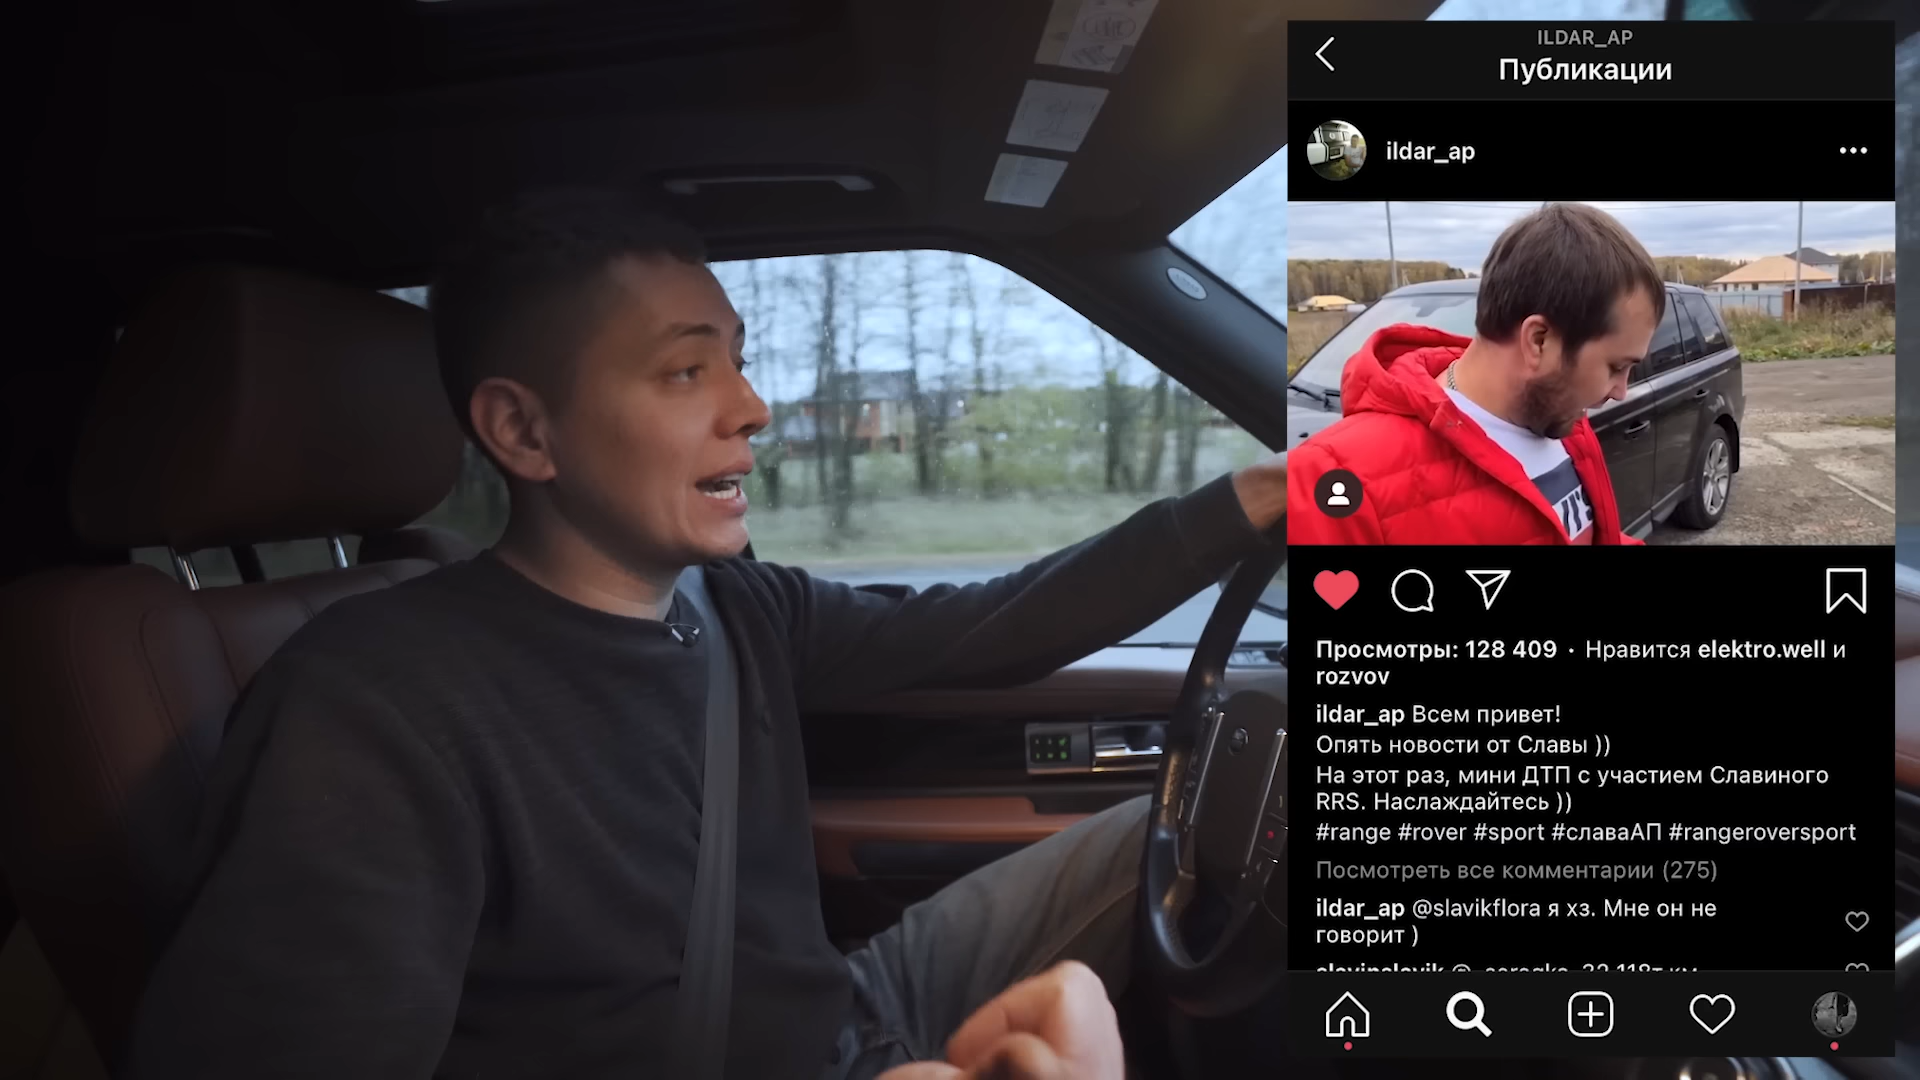 ILDAR_AP
Публикации
ildar_ap
Просмотры: 128 409 · Нравится elektro.well и
rozvov
ildar_ap Всем привет!
Опять новости от Славы ))
На этот раз, мини ДТП с участием Славиного
RRS. Наслаждайтесь ))
#range #rover #sport #славаАП #rangeroversport
Посмотреть все комментарии (275)
ildar_ap @slavikflora я хз. Мне он не
говорит )